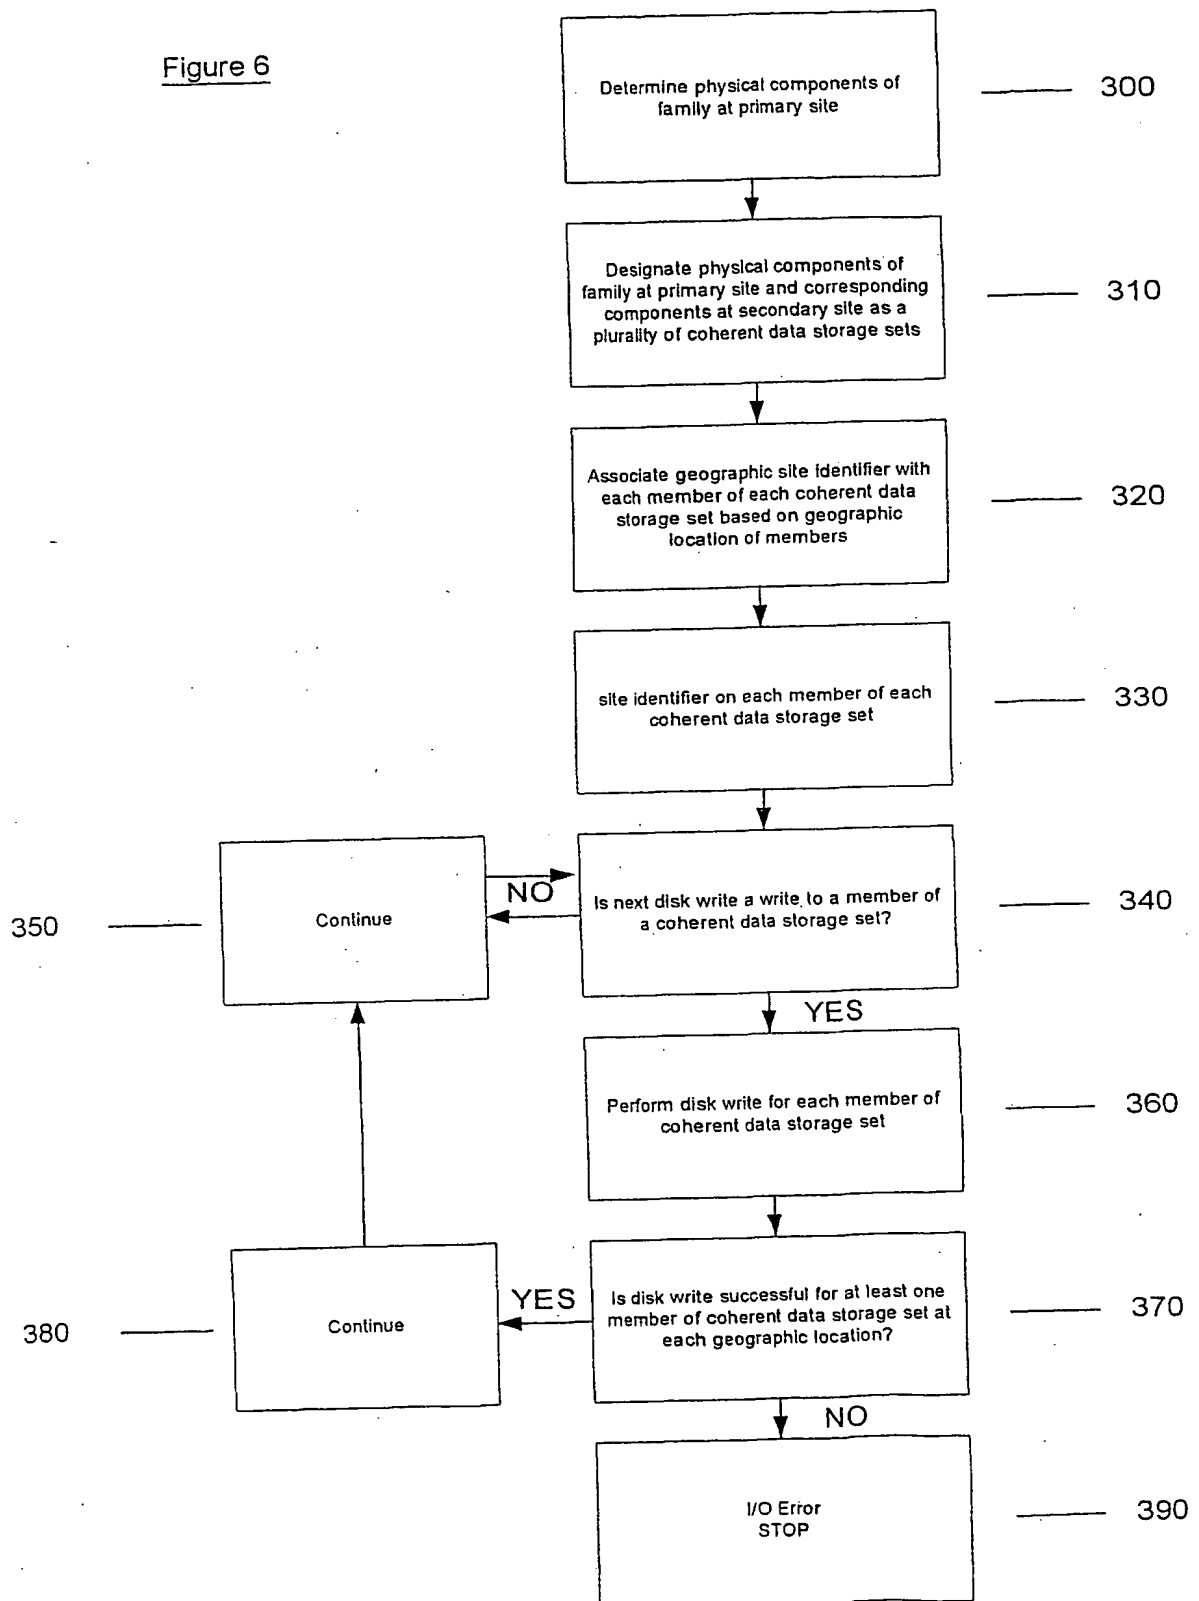 Figure 6
Determine physical components of
family at primary site
300
Designate physical components of
family at primary site and corresponding
components at secondary site as a
plurality of coherent data storage sets
310
Associate geographic site identifier with
each member of each coherent data
storage set based on geographic
location of members
320
site identifier on each member of each
coherent data storage set
330
350
Continue
NO
Is next disk write a write to a member of
a coherent data storage set?
340
YES
Perform disk write for each member of
coherent data storage set
360
380
Continue
YES
Is disk write successful for at least one
member of coherent data storage set at
each geographic location?
370
NO
I/O Error
STOP
390